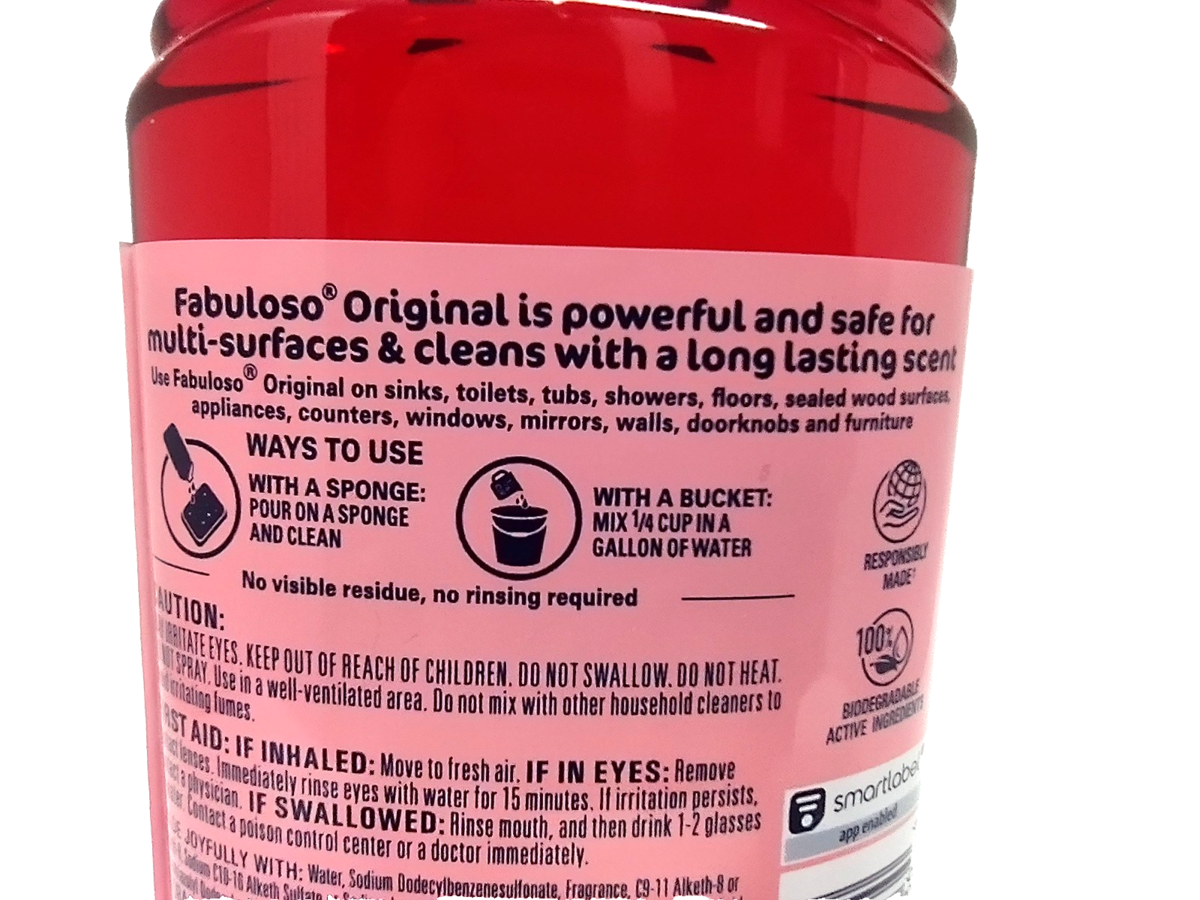 Fabuloso® Original is powerful and safe for
multi-surfaces & cleans with a long lasting scent
Use Fabuloso® Original on sinks, toilets, tubs, showers, floors, sealed wood surfaces,
appliances, counters, windows, mirrors, walls, doorknobs and furniture
WAYS TO USE
WITH A SPONGE:
POUR ON A SPONGE
AND CLEAN
WITH A BUCKET:
MIX 1/4 CUP IN A
GALLON OF WATER
No visible residue, no rinsing required
RESPONSIBLY
MADE†
100%
BIODEGRADABLE
ACTIVE INGREDIENTS
AUTION:
IRRITATE EYES. KEEP OUT OF REACH OF CHILDREN. DO NOT SWALLOW. DO NOT HEAT.
NOT SPRAY. Use in a well-ventilated area. Do not mix with other household cleaners to
irritating fumes.
RST AID: IF INHALED: Move to fresh air. IF IN EYES: Remove
lenses. Immediately rinse eyes with water for 15 minutes. If irritation persists,
a physician. IF SWALLOWED: Rinse mouth, and then drink 1-2 glasses
Contact a poison control center or a doctor immediately.
JOYFULLY WITH: Water, Sodium Dodecylbenzenesulfonate, Fragrance, C9-11 Alketh-8 or
Sodium C10-16 Alketh Sulfate
smartlabel
app enabled